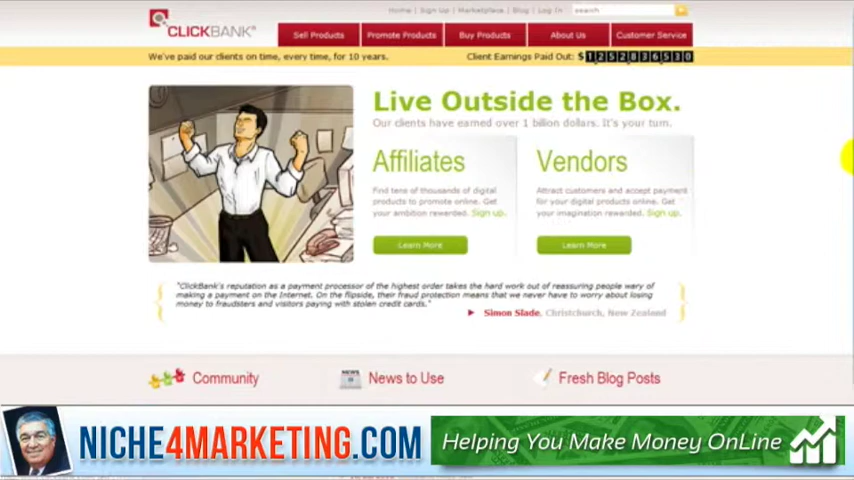 Home | Sign Up | Marketplace | Blog | Log In
search
CLICKBANK
Sell Products
Promote Products
Buy Products
About Us
Customer Service
We've paid our clients on time, every time, for 10 years.
Client Earnings Paid Out: $1252836530
Live Outside the Box.
Our clients have earned over 1 billion dollars. It's your turn.
Affiliates
Find tens of thousands of digital
products to promote online. Get
your ambition rewarded. Sign up.
Learn More
Vendors
Attract customers and accept payment
for your digital products online. Get
your imagination rewarded. Sign up.
Learn More
"ClickBank's reputation as a payment processor of the highest order takes the hard work out of reassuring people wary of
making a payment on the Internet. On the flipside, their fraud protection means that we never have to worry about losing
money to fraudsters and visitors paying with stolen credit cards."
Simon Slade, Christchurch, New Zealand
Community
NEWS
News to Use
Fresh Blog Posts
NICHE4MARKETING.COM
Helping You Make Money OnLine